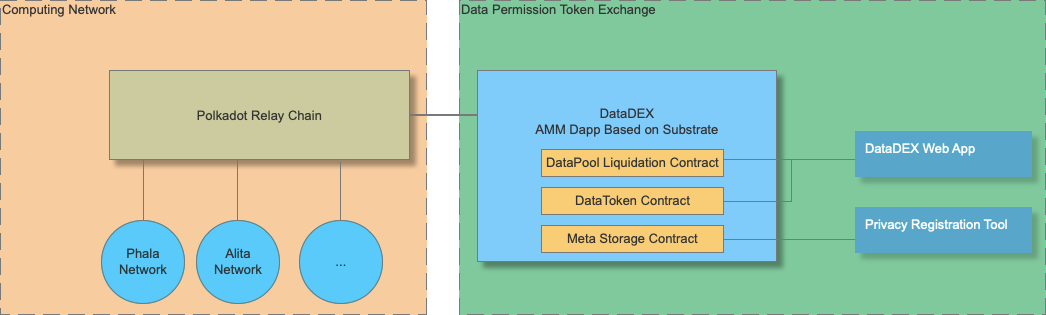 Computing Network
Data Permission Token Exchange
Polkadot Relay Chain
Phala
Network
Alita
Network
...
DataDEX
AMM Dapp Based on Substrate
DataPool Liquidation Contract
DataToken Contract
Meta Storage Contract
DataDEX Web App
Privacy Registration Tool